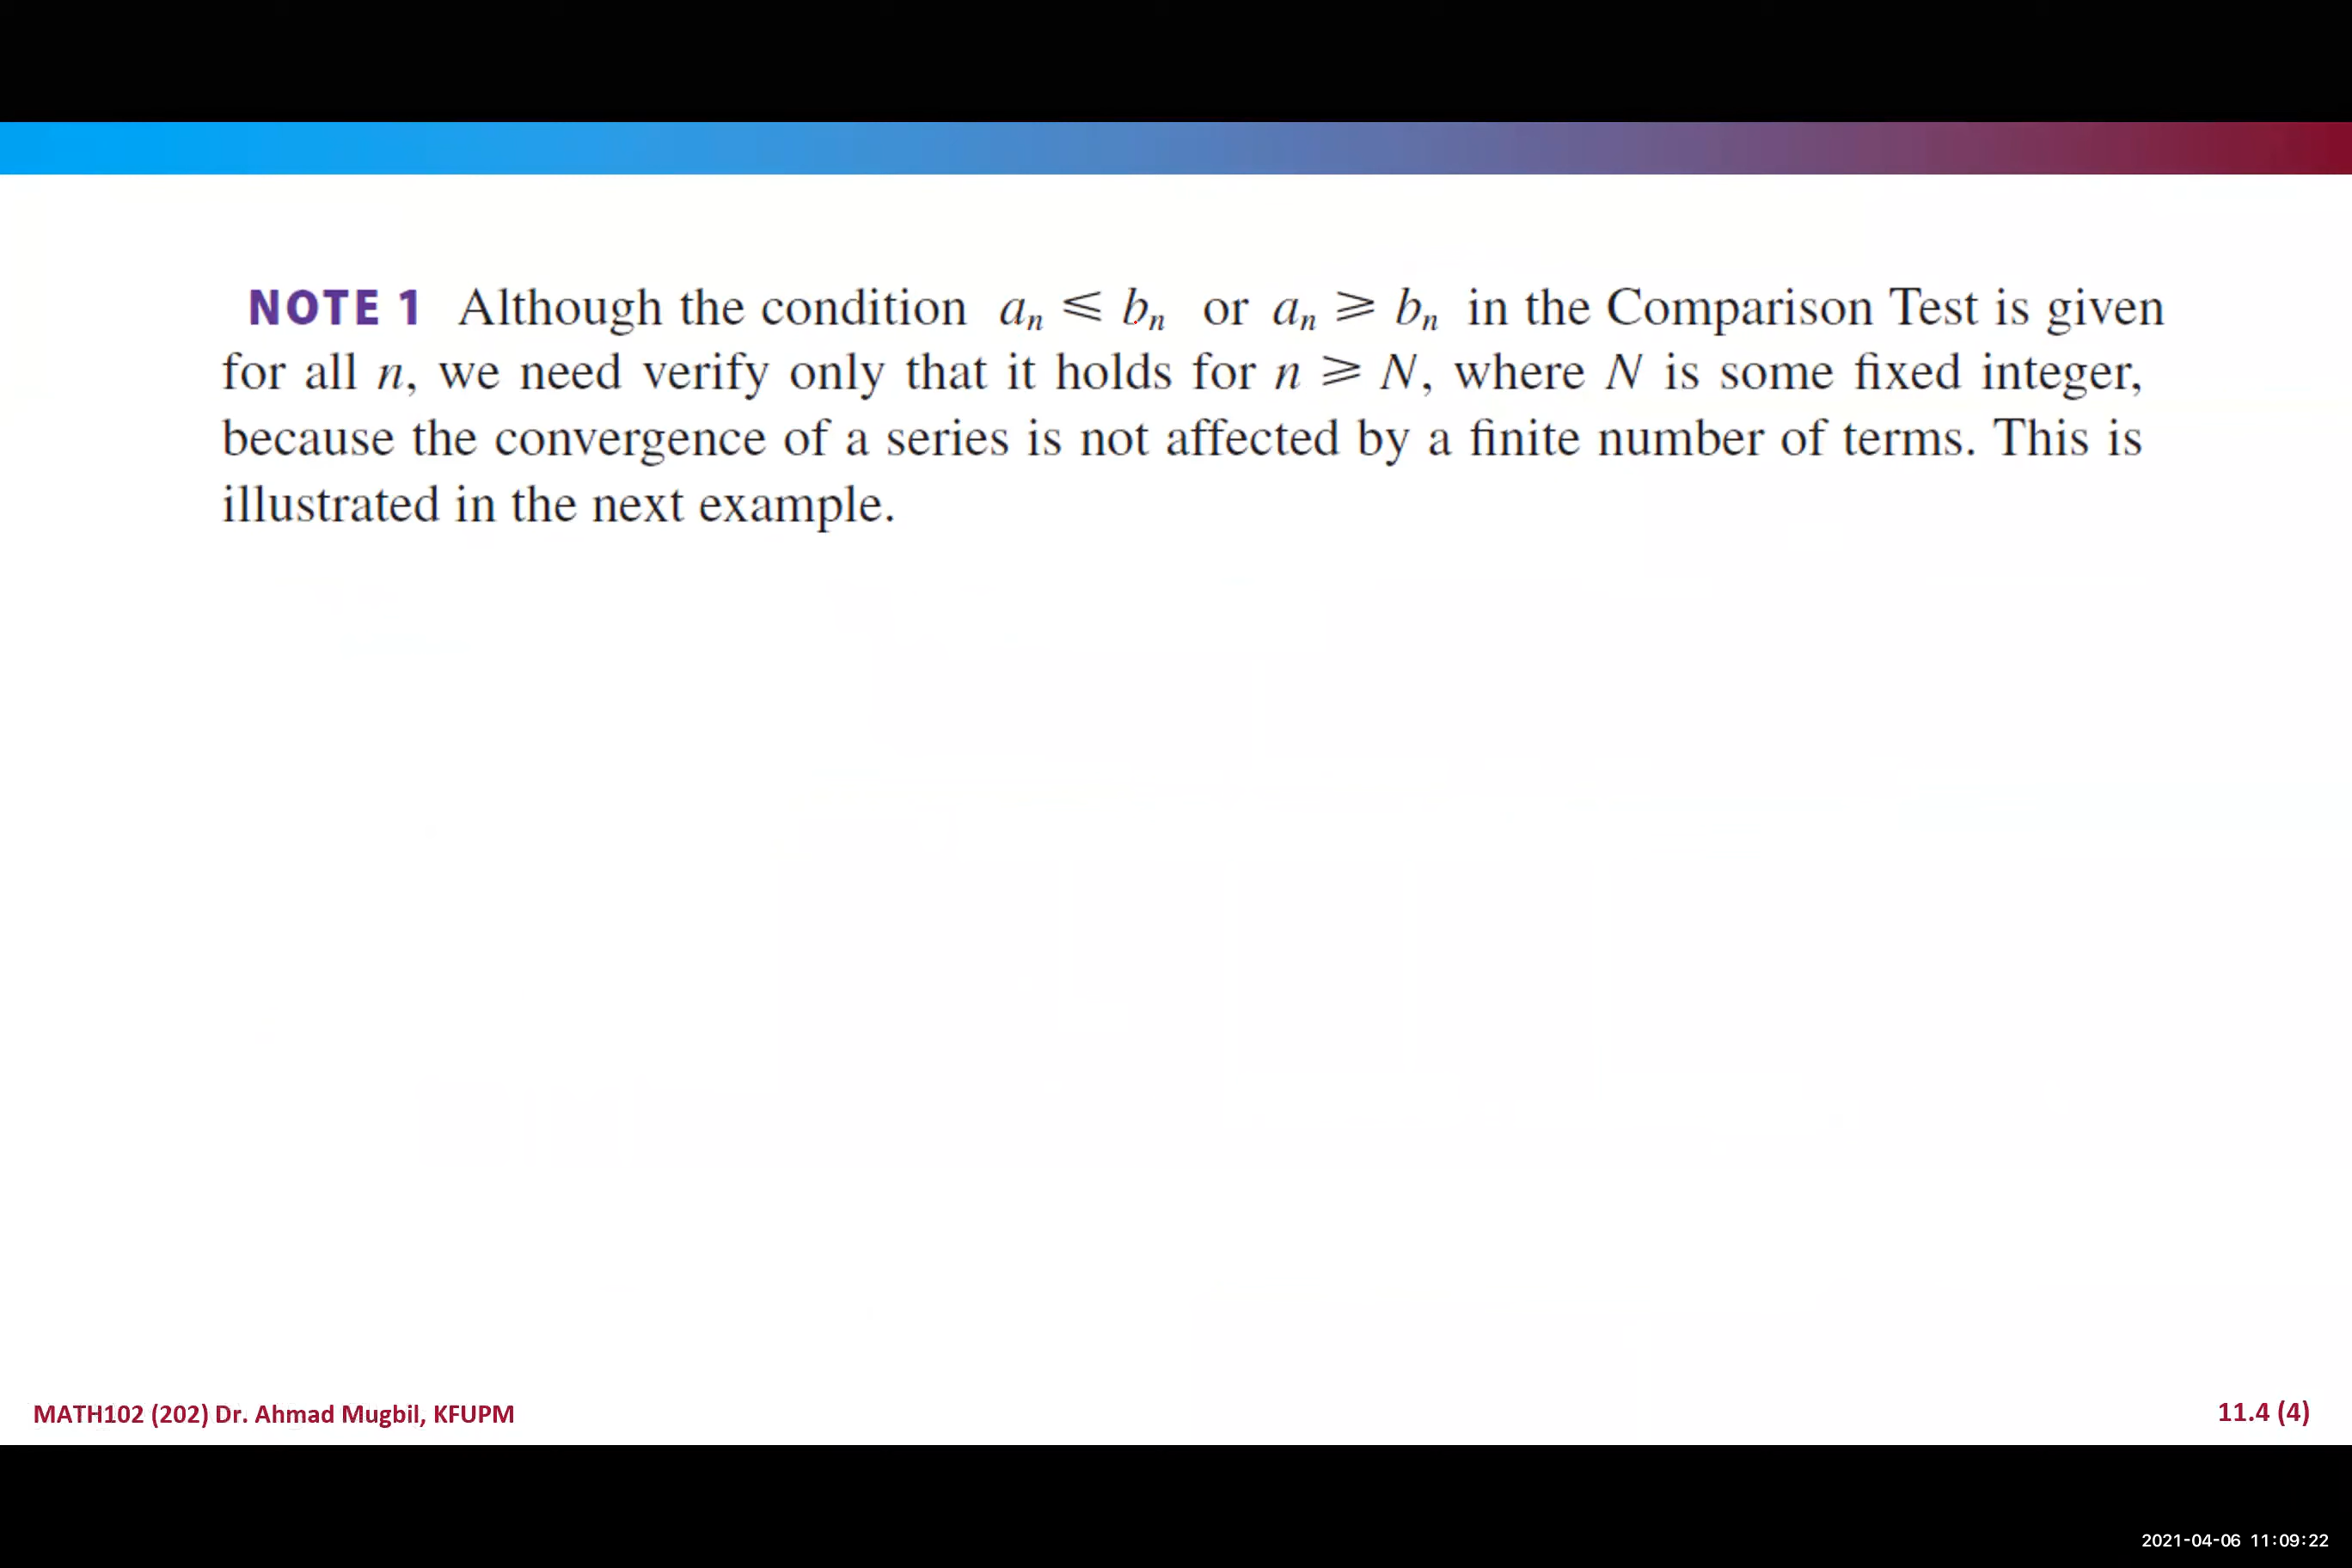 NOTE 1 Although the condition aₙ ⩽ bₙ or aₙ ⩾ bₙ in the Comparison Test is given
for all n, we need verify only that it holds for n ⩾ N, where N is some fixed integer,
because the convergence of a series is not affected by a finite number of terms. This is
illustrated in the next example.
MATH102 (202) Dr. Ahmad Mugbil, KFUPM
11.4 (4)
2021-04-06 11:09:22